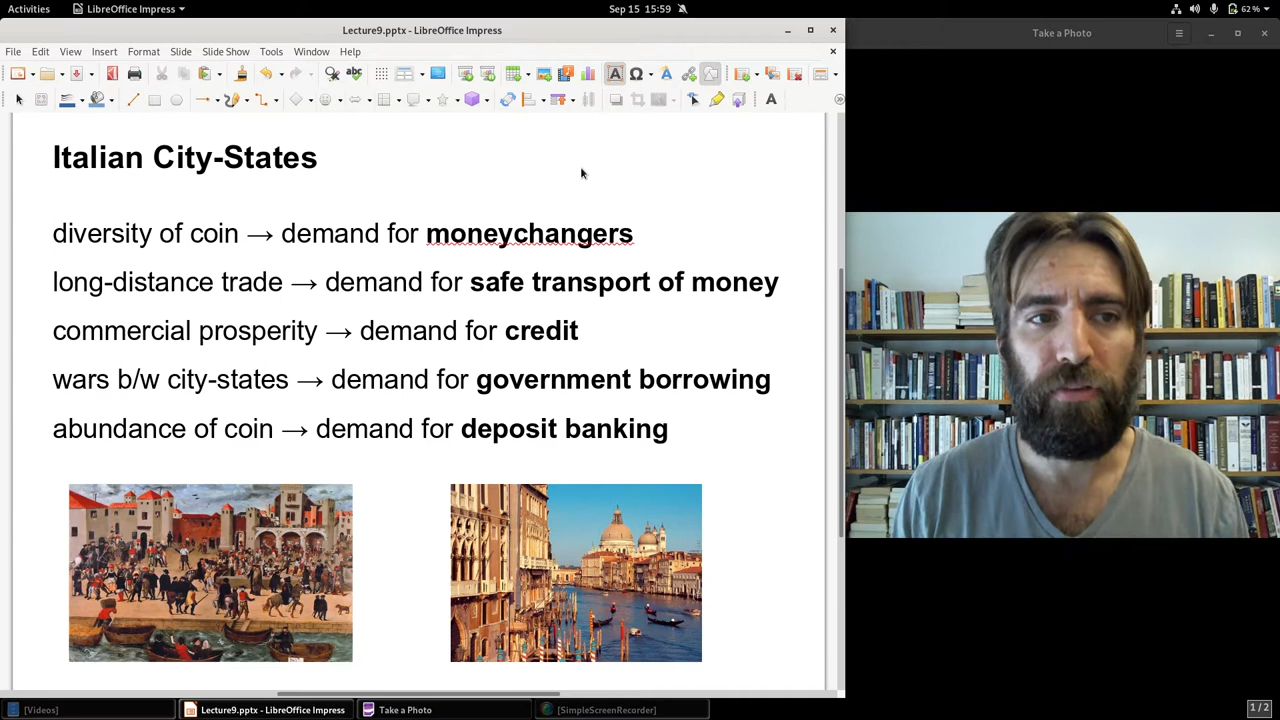 Activities LibreOffice Impress Sep 15 15:59 62%
Lecture9.pptx - LibreOffice Impress
Take a Photo
File Edit View Insert Format Slide Slide Show Tools Window Help
Italian City-States
diversity of coin → demand for moneychangers
long-distance trade → demand for safe transport of money
commercial prosperity → demand for credit
wars b/w city-states → demand for government borrowing
abundance of coin → demand for deposit banking
[Videos] Lecture9.pptx - LibreOffice Impress Take a Photo [SimpleScreenRecorder] 1/2